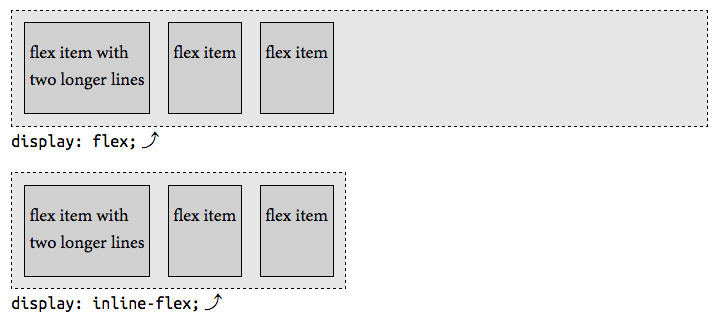 flex item with
two longer lines
flex item
flex item
display: flex;
flex item with
two longer lines
flex item
flex item
display: inline-flex;